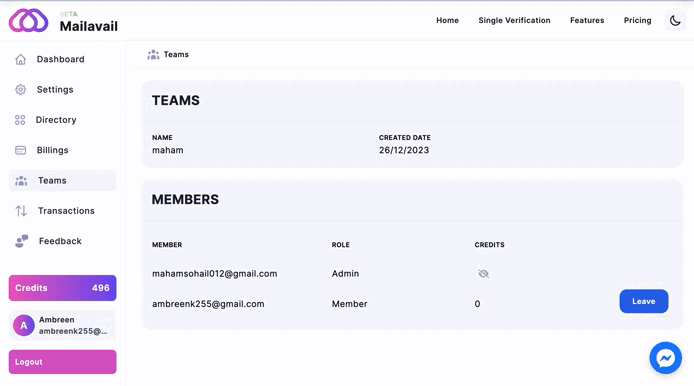 BETA
Mailavail
Home Single Verification Features Pricing
Dashboard
Settings
Directory
Billings
Teams
Transactions
Feedback
Credits 496
A
Ambreen
ambreenk255@...
Logout
Teams
TEAMS
NAME CREATED DATE
maham 26/12/2023
MEMBERS
MEMBER ROLE CREDITS
mahamsohail012@gmail.com Admin
ambreenk255@gmail.com Member 0 Leave